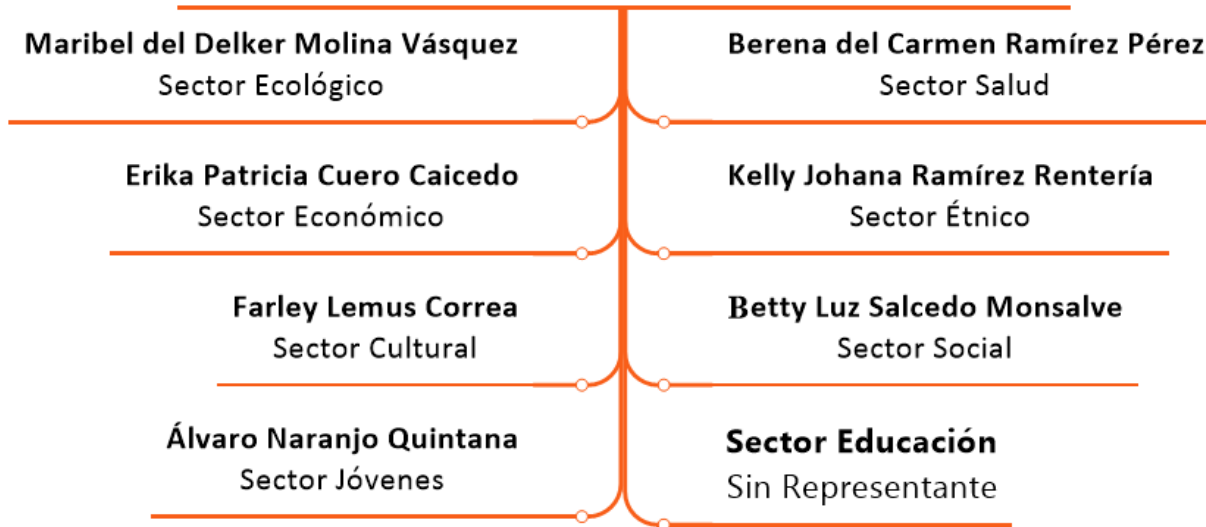 Maribel del Delker Molina Vásquez
Sector Ecológico
Berena del Carmen Ramírez Pérez
Sector Salud
Erika Patricia Cuero Caicedo
Sector Económico
Kelly Johana Ramírez Rentería
Sector Étnico
Farley Lemus Correa
Sector Cultural
Betty Luz Salcedo Monsalve
Sector Social
Álvaro Naranjo Quintana
Sector Jóvenes
Sector Educación
Sin Representante